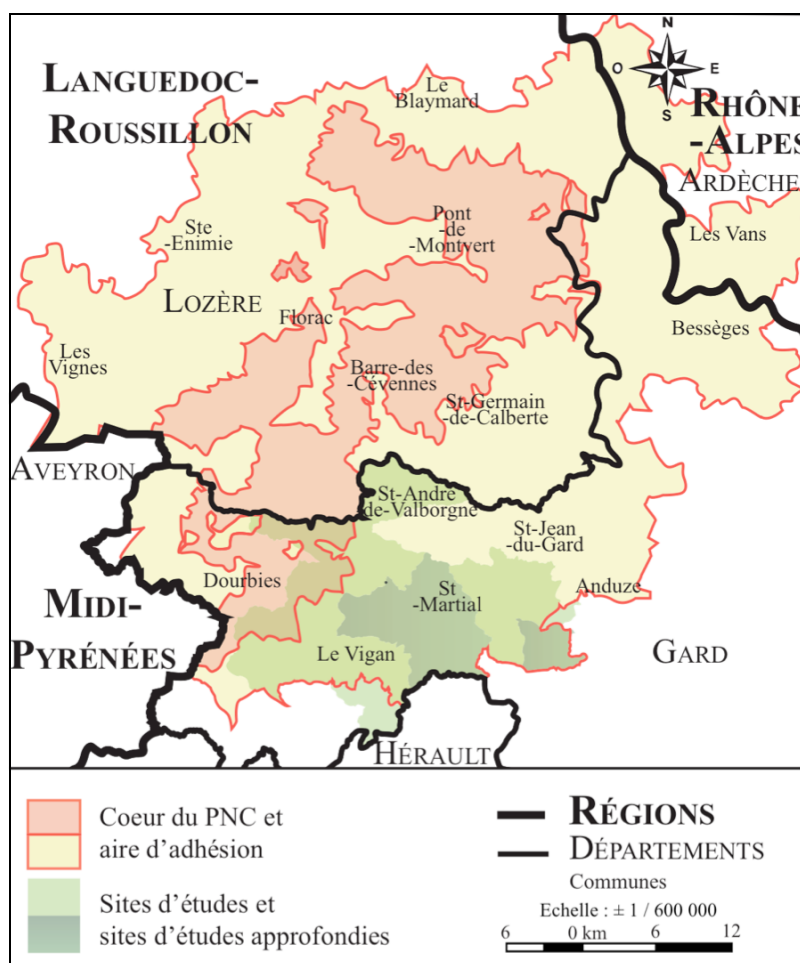 LANGUEDOC-
ROUSSILLON
Le
Blaymard
N
O
E
S
RHÔNE
-ALPES
ARDÈCHE
Ste
-Enimie
Pont
-de
-Montvert
Les Vans
LOZÈRE
Florac
Bessèges
Les
Vignes
Barre-des
-Cévennes
St-Germain
-de-Calberte
AVEYRON
St-Andre
-de-Valborgne
St-Jean
-du-Gard
Dourbies
St
-Martial
Anduze
MIDI-
PYRÉNÉES
Le Vigan
GARD
HÉRAULT
Coeur du PNC et
aire d'adhésion
Sites d'études et
sites d'études approfondies
RÉGIONS
DÉPARTEMENTS
Communes
Echelle : ± 1 / 600 000
6 0 km 6 12